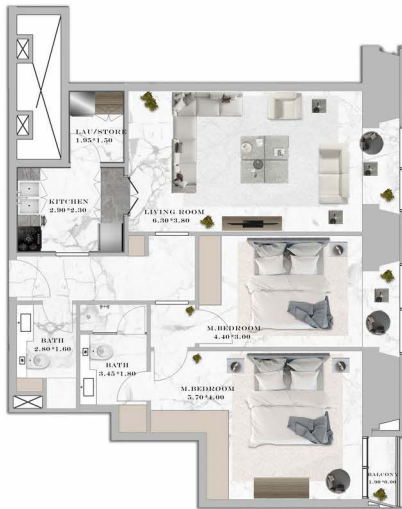 LAU/STORE
1.95*1.50
KITCHEN
2.90*2.30
LIVING ROOM
6.30*3.80
M.BEDROOM
4.40*3.00
BATH
2.80*1.60
BATH
3.45*1.80
M.BEDROOM
5.70*4.00
BALCONY